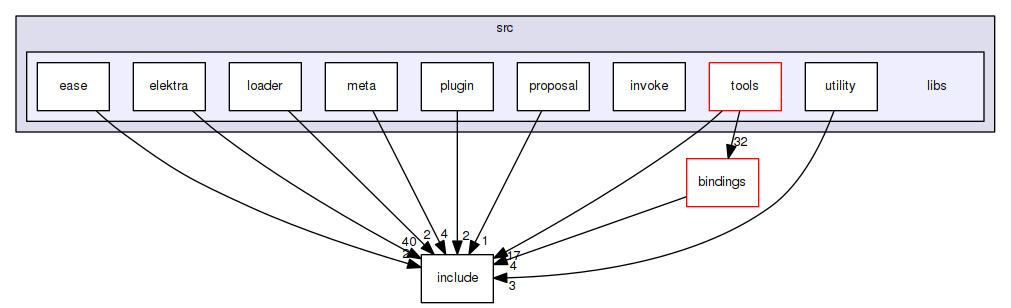 src
ease elektra loader meta plugin proposal invoke tools utility libs
32
bindings
40 2 4 2 1
2 17
include 4
3